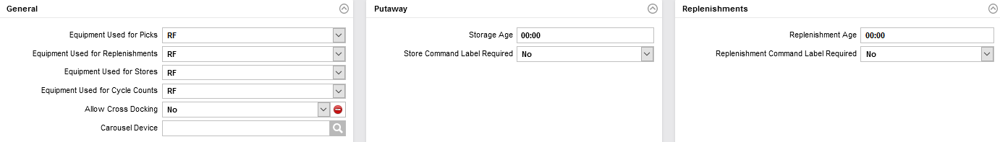 General
Equipment Used for Picks RF
Equipment Used for Replenishments RF
Equipment Used for Stores RF
Equipment Used for Cycle Counts RF
Allow Cross Docking No
Carousel Device
Putaway
Storage Age 00:00
Store Command Label Required No
Replenishments
Replenishment Age 00:00
Replenishment Command Label Required No